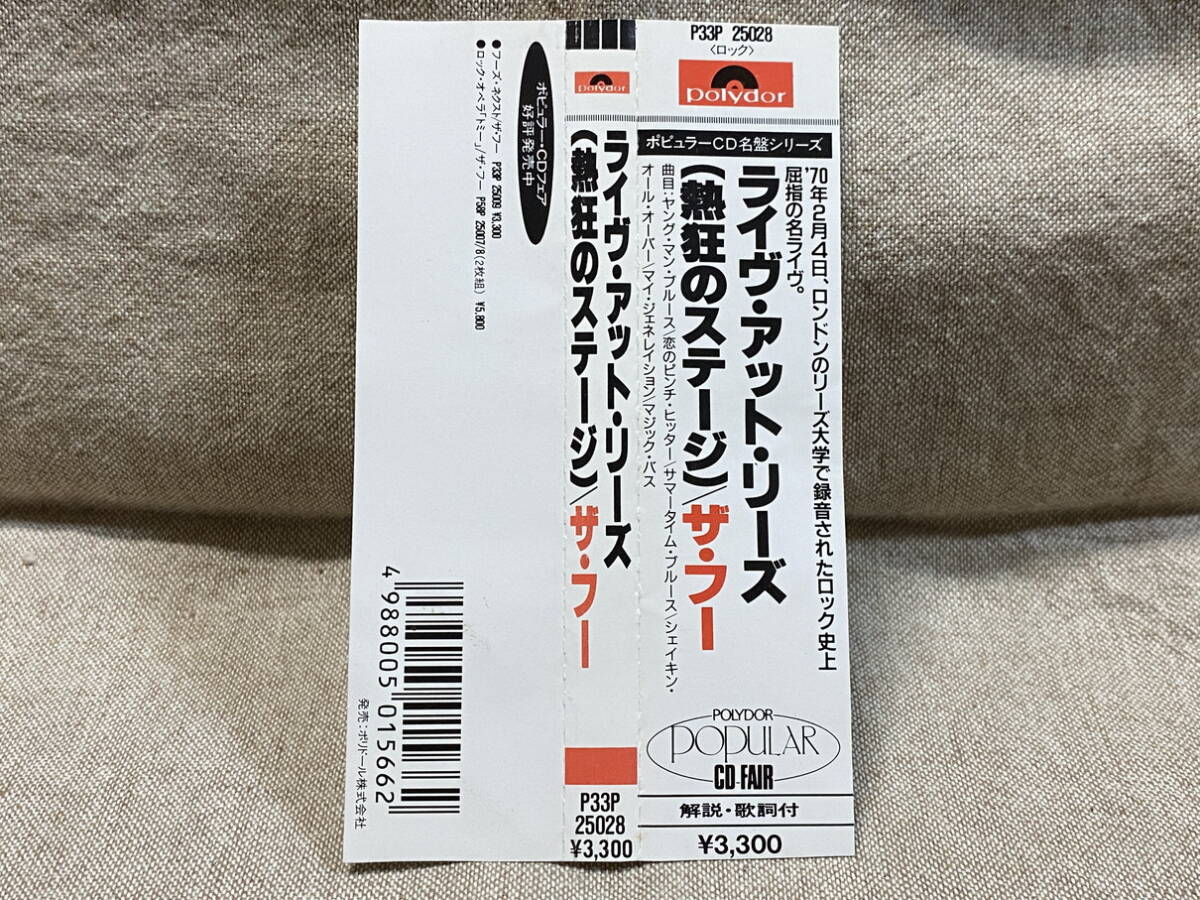 P33P 25028
〈ロック〉
polydor
ポピュラーCD名盤シリーズ
'70年2月4日、ロンドンのリーズ大学で録音されたロック史上
屈指の名ライヴ。
ライヴ・アット・リーズ
(熱狂のステージ)/ザ・フー
曲目:ヤング・マン・ブルース/恋のピンチ・ヒッター/サマータイム・ブルース/シェイキン・
オール・オーバー/マイ・ジェネレイション/マジック・バス
POLYDOR
POPULAR
CD-FAIR
解説・歌詞付
¥3,300
polydor
ライヴ・アット・リーズ
(熱狂のステージ)/ザ・フー
P33P
25028
¥3,300
ポピュラー・CDフェア
好評発売中
●フーズ・ネクスト/ザ・フー P33P 25009 ¥3,300
●ロック・オペラ「トミー」/ザ・フー P58P 25007/8(2枚組) ¥5,800
4 988005 015662
発売:ポリドール株式会社